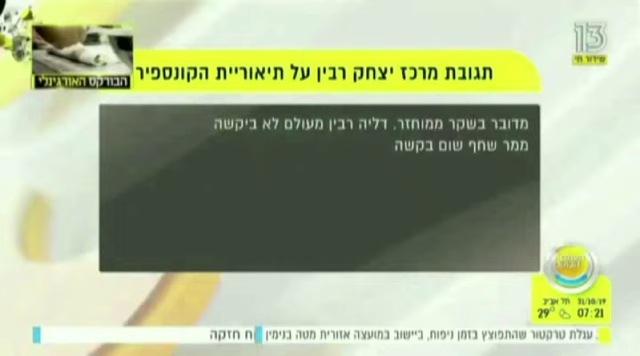 13
שידור חי
הבורקס האורגינלי
תגובת מרכז יצחק רבין על תיאוריית הקונספיר
מדובר בשקר ממוחזר. דליה רבין מעולם לא ביקשה
ממר שחף שום בקשה
תל אביב
31/10/19
29°
07:21
. עגלת טרקטור שהתפוצץ בזמן ניפוח, ביישוב במועצה אזורית מטה בנימין
ח חזקה